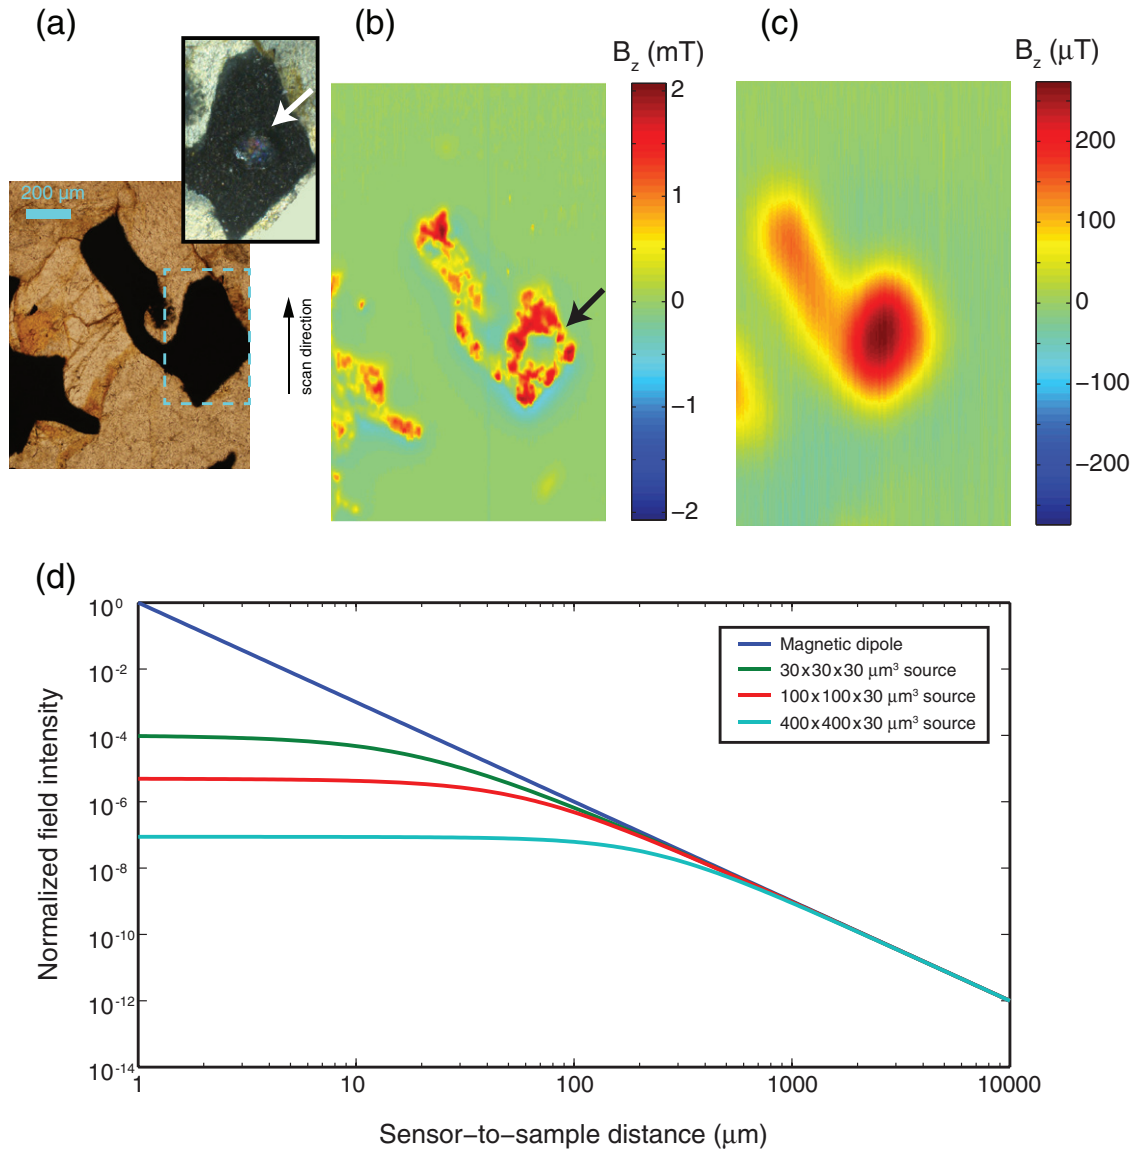 (a)
200 µm
scan direction
(b)
B_z (mT)
2
1
0
−1
−2
(c)
B_z (µT)
200
100
0
−100
−200
(d)
Normalized field intensity
10^0
10^-2
10^-4
10^-6
10^-8
10^-10
10^-12
10^-14
Magnetic dipole
30x30x30 µm³ source
100x100x30 µm³ source
400x400x30 µm³ source
1
10
100
1000
10000
Sensor−to−sample distance (µm)